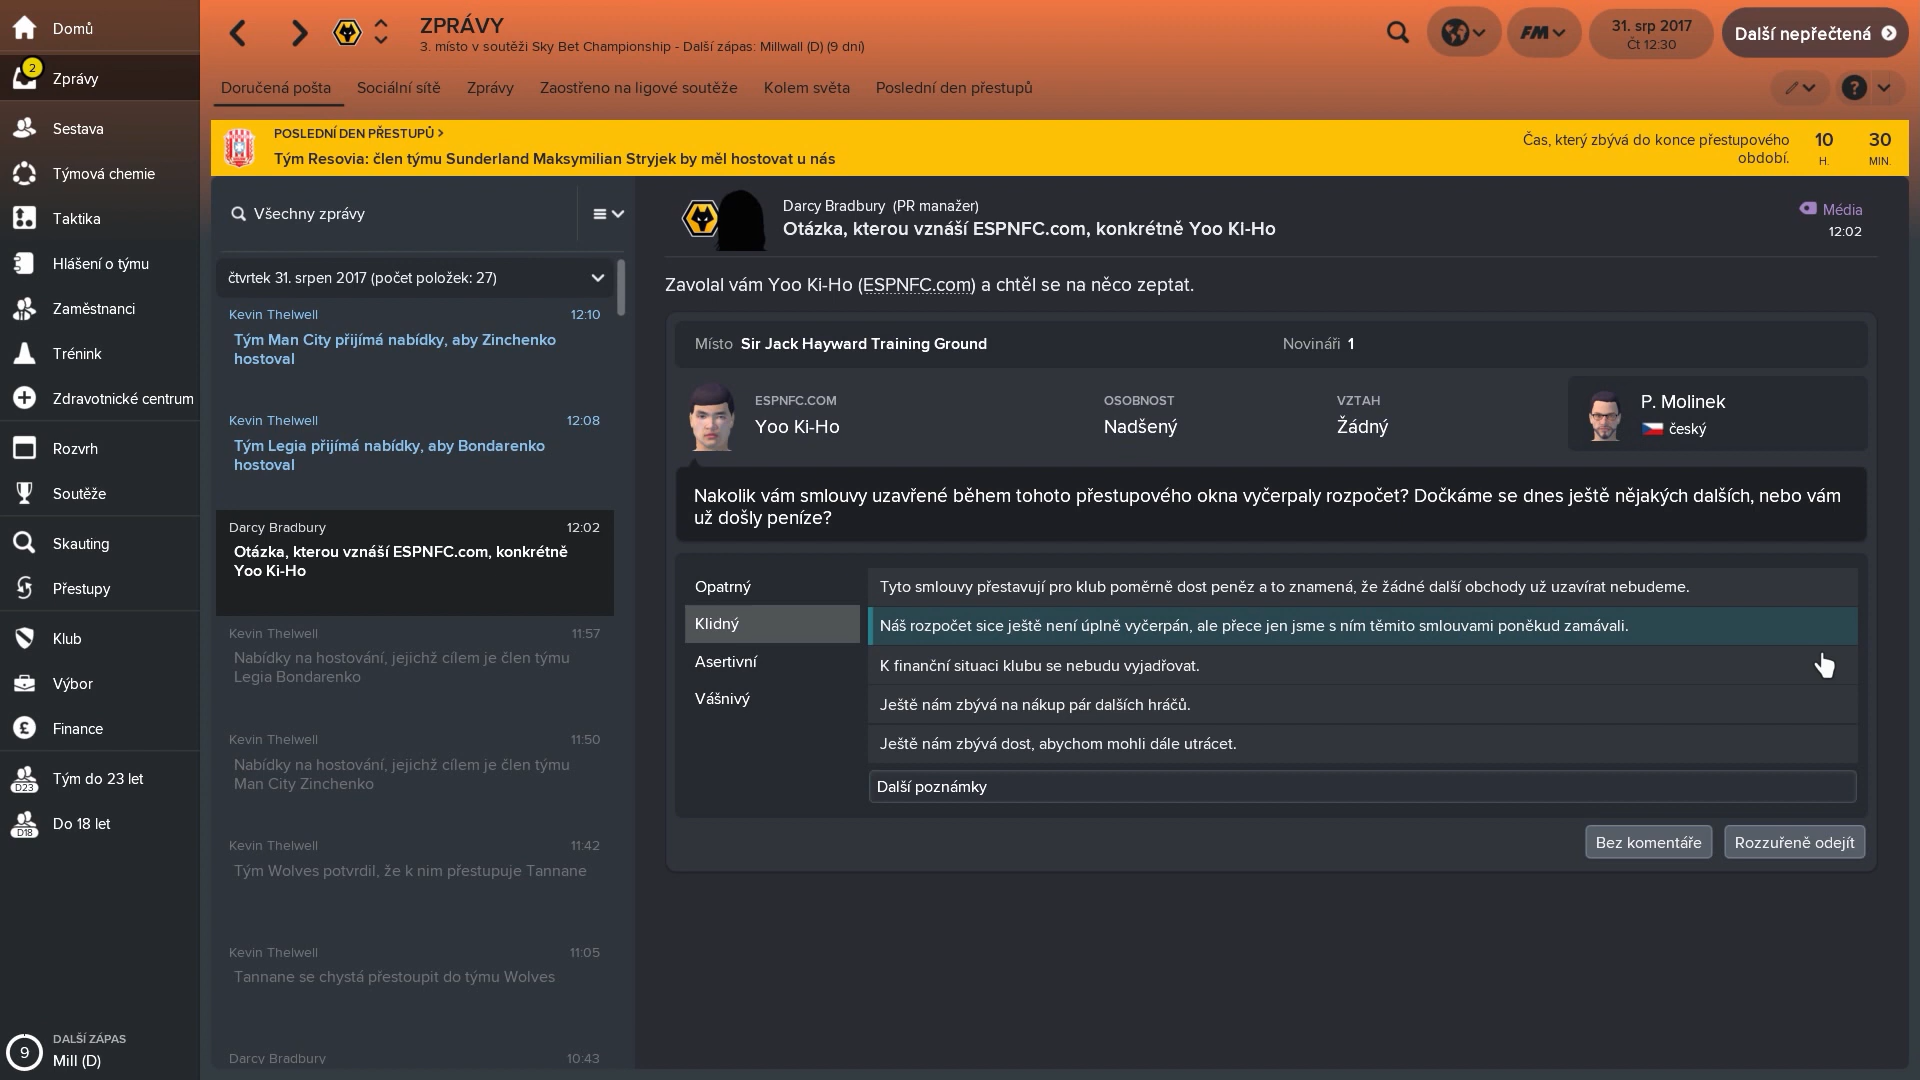 Domů
2
Zprávy
Sestava
Týmová chemie
Taktika
Hlášení o týmu
Zaměstnanci
Trénink
Zdravotnické centrum
Rozvrh
Soutěže
Skauting
Přestupy
Klub
Výbor
Finance
D23
Tým do 23 let
D18
Do 18 let
9
DALŠÍ ZÁPAS
Mill (D)
ZPRÁVY
3. místo v soutěži Sky Bet Championship - Další zápas: Millwall (D) (9 dní)
FM
31. srp 2017
Čt 12:30
Další nepřečtená
Doručená pošta
Sociální sítě
Zprávy
Zaostřeno na ligové soutěže
Kolem světa
Poslední den přestupů
?
POSLEDNÍ DEN PŘESTUPŮ >
Tým Resovia: člen týmu Sunderland Maksymilian Stryjek by měl hostovat u nás
Čas, který zbývá do konce přestupového
období.
10
H.
30
MIN.
Všechny zprávy
čtvrtek 31. srpen 2017 (počet položek: 27)
Kevin Thelwell 12:10
Tým Man City přijímá nabídky, aby Zinchenko
hostoval
Kevin Thelwell 12:08
Tým Legia přijímá nabídky, aby Bondarenko
hostoval
Darcy Bradbury 12:02
Otázka, kterou vznáší ESPNFC.com, konkrétně
Yoo Ki-Ho
Kevin Thelwell 11:57
Nabídky na hostování, jejichž cílem je člen týmu
Legia Bondarenko
Kevin Thelwell 11:50
Nabídky na hostování, jejichž cílem je člen týmu
Man City Zinchenko
Kevin Thelwell 11:42
Tým Wolves potvrdil, že k nim přestupuje Tannane
Kevin Thelwell 11:05
Tannane se chystá přestoupit do týmu Wolves
Darcy Bradbury 10:43
Darcy Bradbury (PR manažer)
Otázka, kterou vznáší ESPNFC.com, konkrétně Yoo Ki-Ho
Média
12:02
Zavolal vám Yoo Ki-Ho (ESPNFC.com) a chtěl se na něco zeptat.
Místo Sir Jack Hayward Training Ground
Novináři 1
ESPNFC.COM
Yoo Ki-Ho
OSOBNOST
Nadšený
VZTAH
Žádný
P. Molinek
český
Nakolik vám smlouvy uzavřené během tohoto přestupového okna vyčerpaly rozpočet? Dočkáme se dnes ještě nějakých dalších, nebo vám
už došly peníze?
Opatrný
Klidný
Asertivní
Vášnivý
Tyto smlouvy přestavují pro klub poměrně dost peněz a to znamená, že žádné další obchody už uzavírat nebudeme.
Náš rozpočet sice ještě není úplně vyčerpán, ale přece jen jsme s ním těmito smlouvami poněkud zamávali.
K finanční situaci klubu se nebudu vyjadřovat.
Ještě nám zbývá na nákup pár dalších hráčů.
Ještě nám zbývá dost, abychom mohli dále utrácet.
Další poznámky
Bez komentáře
Rozzuřeně odejít